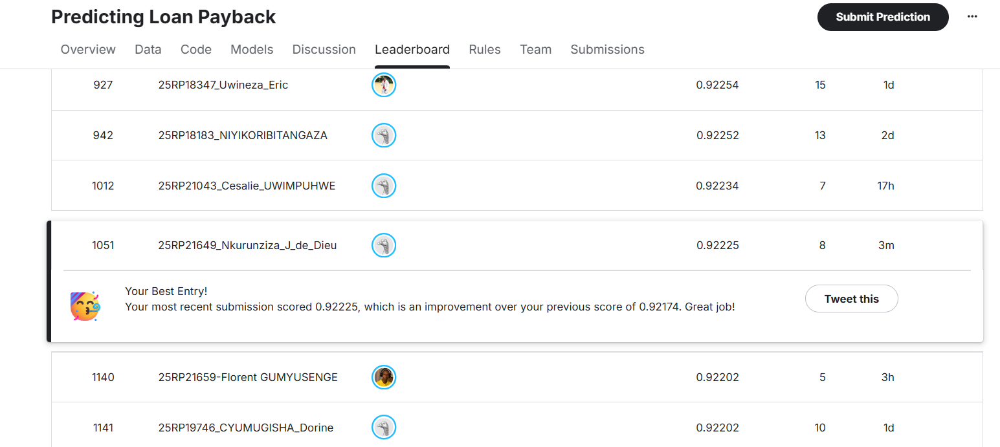 Predicting Loan Payback
Submit Prediction
Overview Data Code Models Discussion Leaderboard Rules Team Submissions
927 25RP18347_Uwineza_Eric 0.92254 15 1d
942 25RP18183_NIYIKORIBITANGAZA 0.92252 13 2d
1012 25RP21043_Cesalie_UWIMPUHWE 0.92234 7 17h
1051 25RP21649_Nkurunziza_J_de_Dieu 0.92225 8 3m
Your Best Entry!
Your most recent submission scored 0.92225, which is an improvement over your previous score of 0.92174. Great job!
Tweet this
1140 25RP21659-Florent GUMYUSENGE 0.92202 5 3h
1141 25RP19746_CYUMUGISHA_Dorine 0.92202 10 1d